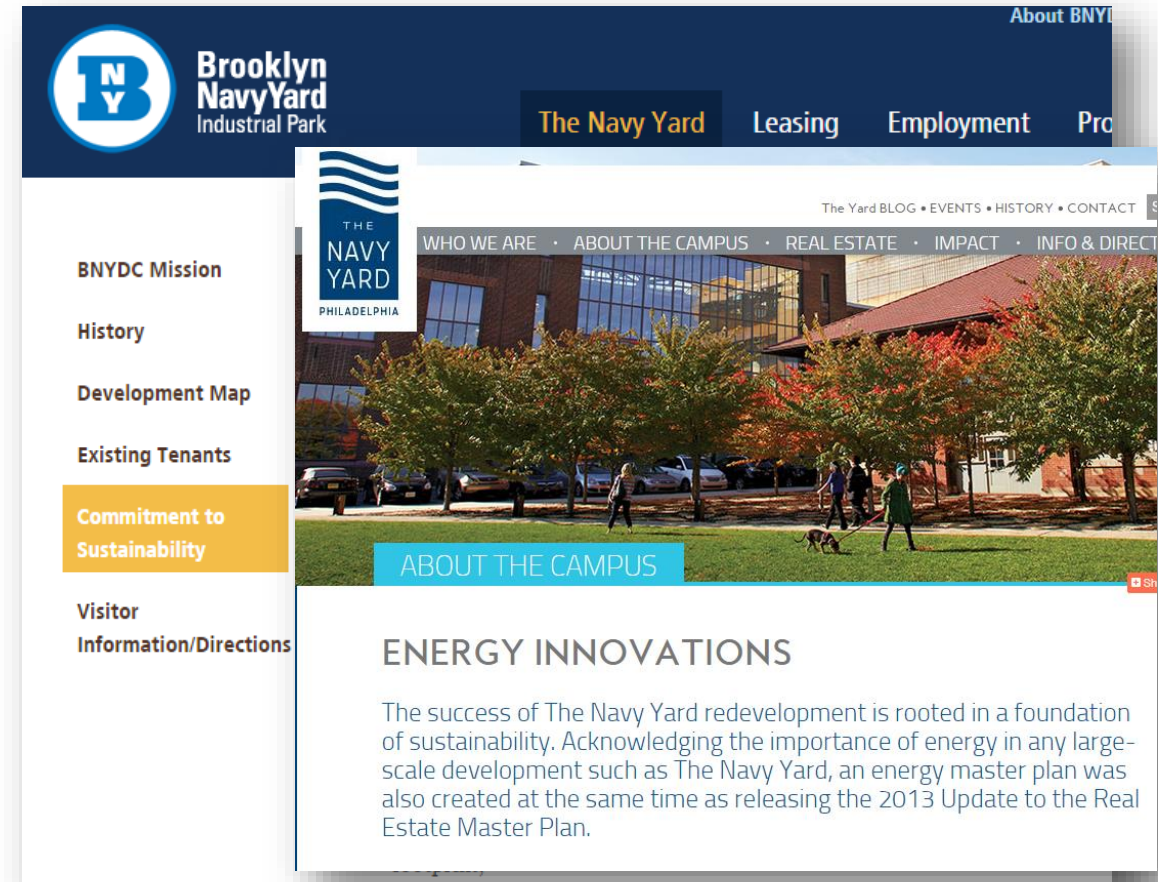 About BNYD
B
N
Y
Brooklyn
NavyYard
Industrial Park
The Navy Yard Leasing Employment
BNYDC Mission
History
Development Map
Existing Tenants
Commitment to
Sustainability
Visitor
Information/Directions
THE
NAVY
YARD
PHILADELPHIA
The Yard BLOG • EVENTS • HISTORY • CONTACT
WHO WE ARE · ABOUT THE CAMPUS · REAL ESTATE · IMPACT · INFO & DIRECT
ABOUT THE CAMPUS
Sh
ENERGY INNOVATIONS
The success of The Navy Yard redevelopment is rooted in a foundation
of sustainability. Acknowledging the importance of energy in any large-
scale development such as The Navy Yard, an energy master plan was
also created at the same time as releasing the 2013 Update to the Real
Estate Master Plan.